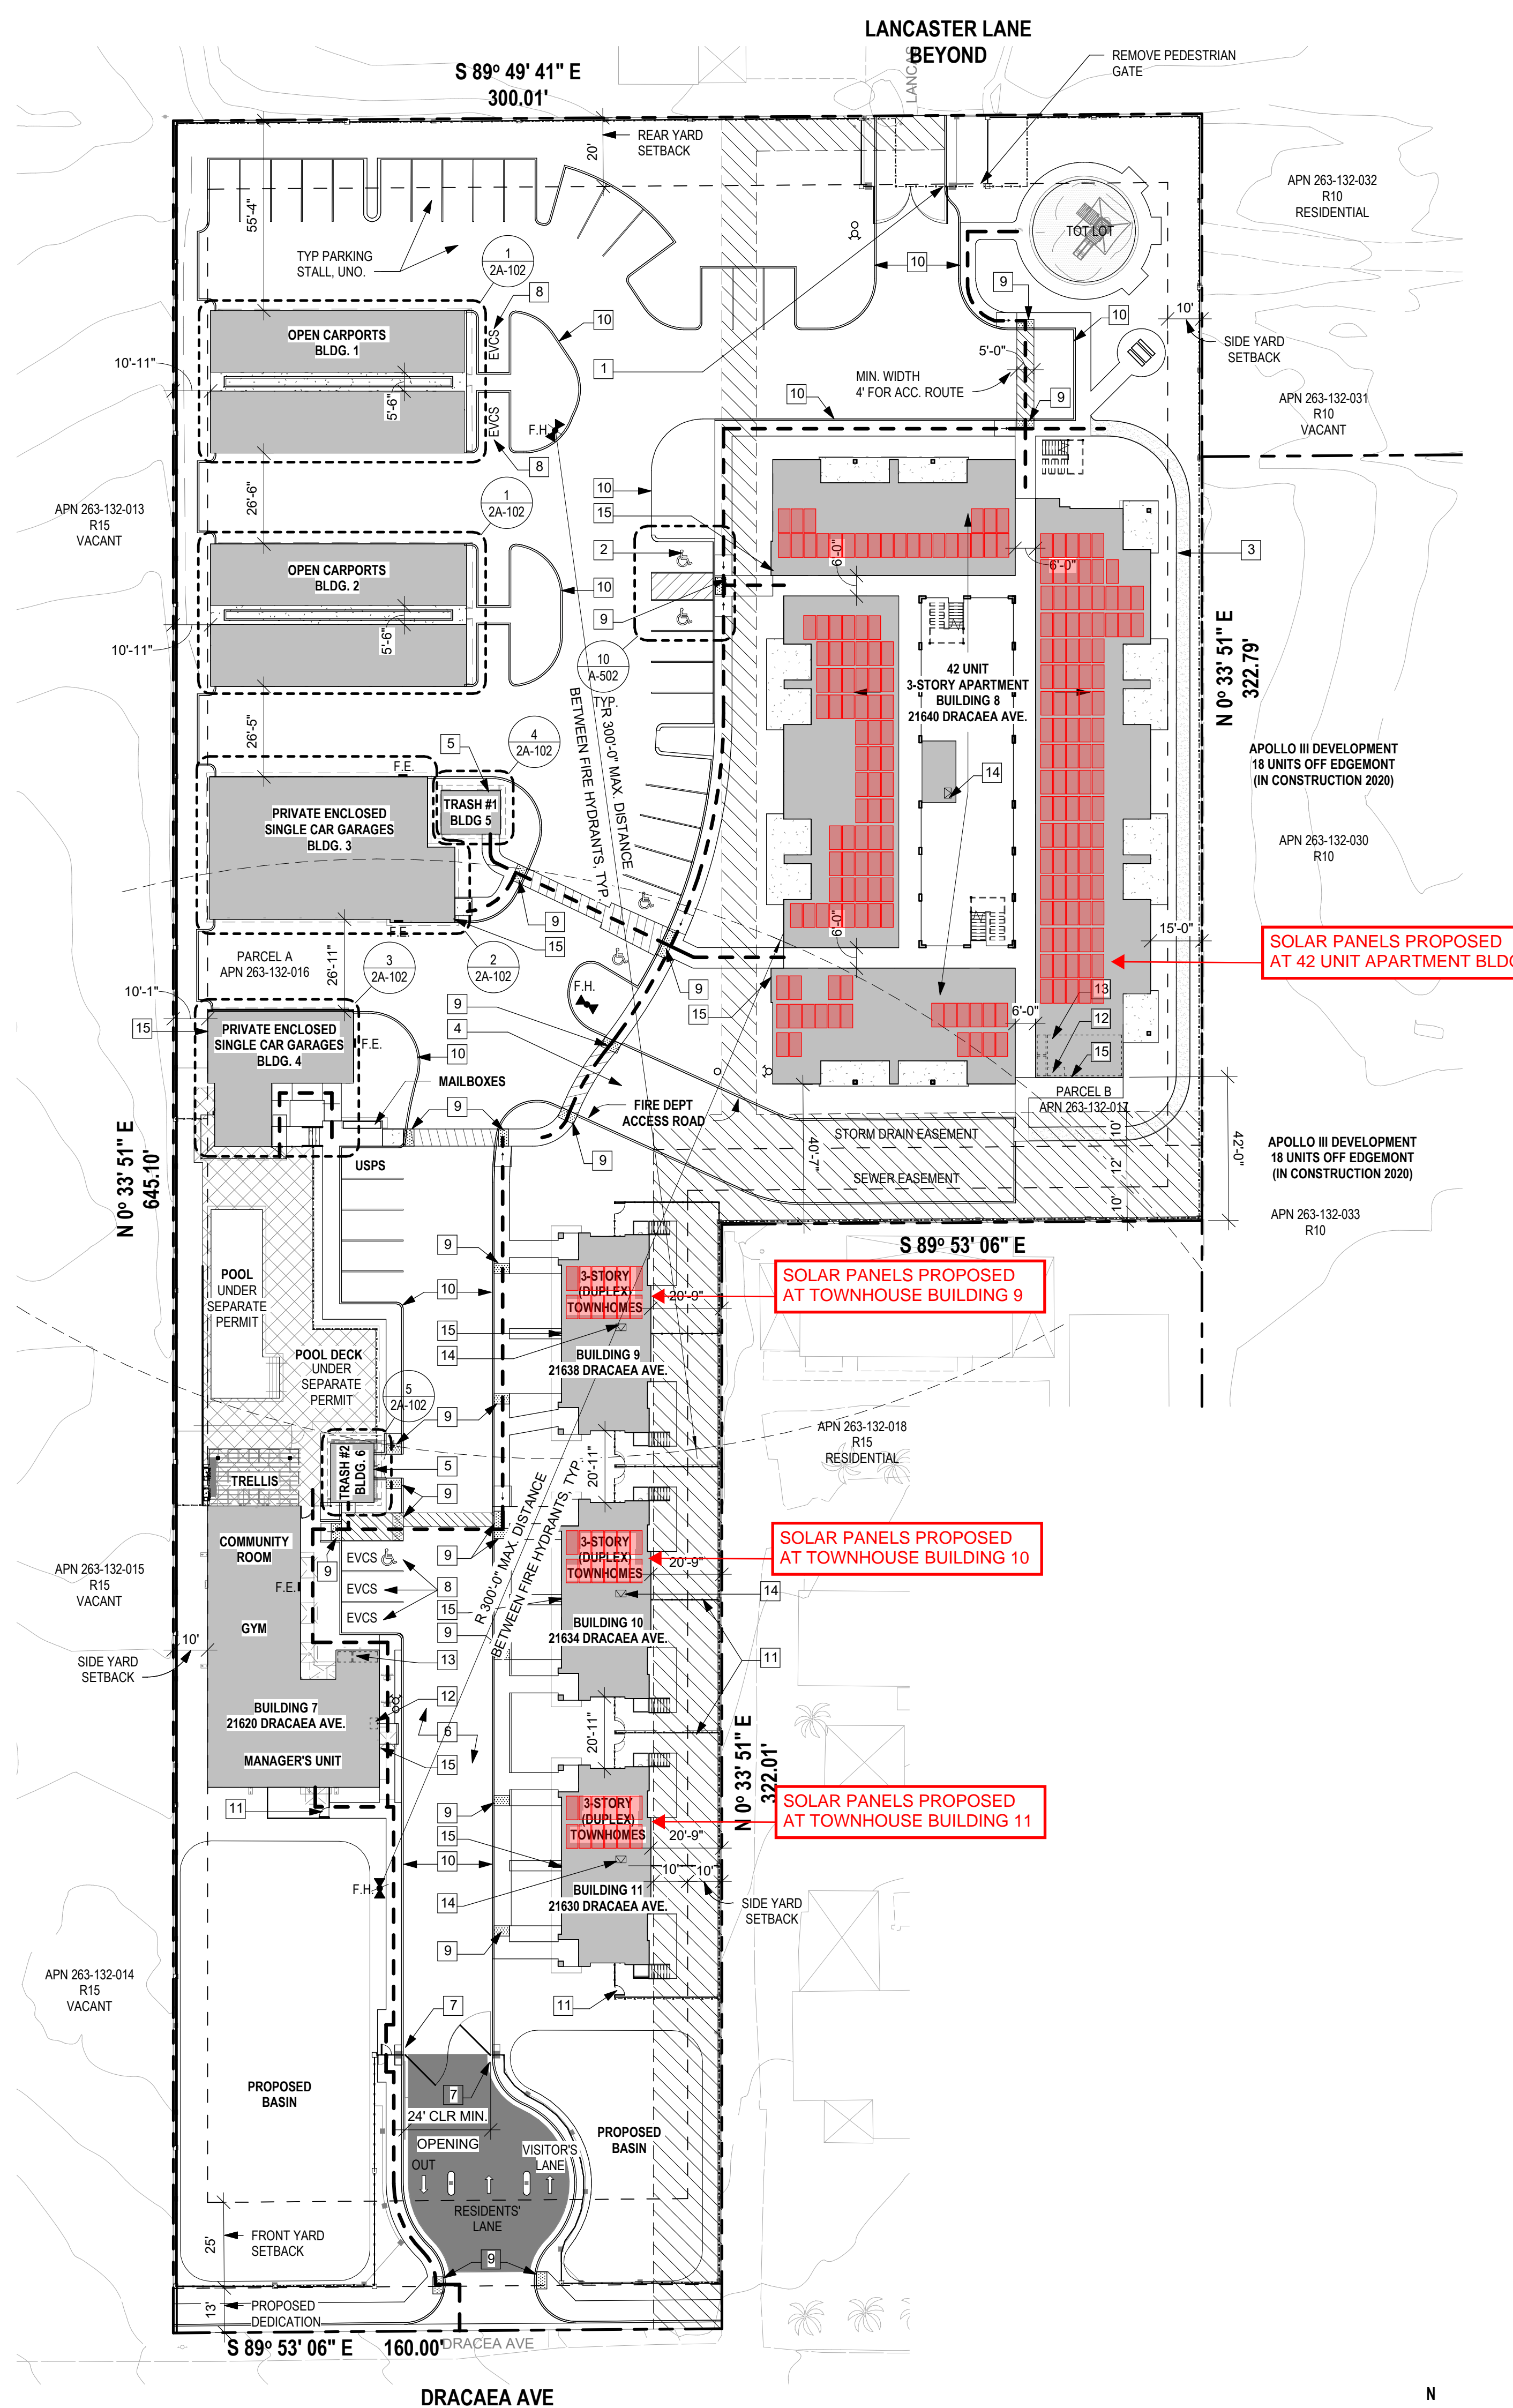 LANCASTER LANE
BEYOND
LANCAS
REMOVE PEDESTRIAN
GATE
S 89º 49' 41" E
300.01'
REAR YARD
SETBACK
20'
55'-4"
TYP PARKING
STALL, UNO.
1
2A-102
8
10
EVCS
OPEN CARPORTS
BLDG. 1
10'-11"
5'-6"
EVCS
F.H.
8
1
TOT LOT
10
9
10
10'
SIDE YARD
SETBACK
5'-0"
MIN. WIDTH
4' FOR ACC. ROUTE
10
9
APN 263-132-032
R10
RESIDENTIAL
APN 263-132-031
R10
VACANT
APN 263-132-013
R15
VACANT
26'-6"
1
2A-102
10
15
2
10
9
OPEN CARPORTS
BLDG. 2
10'-11"
5'-6"
10
A-502
TYP.
6'-0"
6'-0"
3
N 0º 33' 51" E
322.79'
42 UNIT
3-STORY APARTMENT
BUILDING 8
21640 DRACAEA AVE.
14
26'-5"
5
4
2A-102
R 300'-0" MAX. DISTANCE
BETWEEN FIRE HYDRANTS, TYP.
F.E.
TRASH #1
BLDG 5
PRIVATE ENCLOSED
SINGLE CAR GARAGES
BLDG. 3
F.E.
9
15
APOLLO III DEVELOPMENT
18 UNITS OFF EDGEMONT
(IN CONSTRUCTION 2020)
APN 263-132-030
R10
6'-0"
15'-0"
SOLAR PANELS PROPOSED
AT 42 UNIT APARTMENT BLD
PARCEL A
APN 263-132-016
26'-11"
3
2A-102
2
2A-102
10'-1"
15
PRIVATE ENCLOSED
SINGLE CAR GARAGES
BLDG. 4
F.E.
9
4
10
F.H.
9
15
6'-0"
13
12
15
MAILBOXES
9
FIRE DEPT
ACCESS ROAD
9
PARCEL B
APN 263-132-017
STORM DRAIN EASEMENT
SEWER EASEMENT
40'-7"
10'
12'
10'
42'-0"
APOLLO III DEVELOPMENT
18 UNITS OFF EDGEMONT
(IN CONSTRUCTION 2020)
APN 263-132-033
R10
N 0º 33' 51" E
645.10'
USPS
S 89º 53' 06" E
POOL
UNDER
SEPARATE
PERMIT
9
10
15
14
3-STORY
(DUPLEX)
TOWNHOMES
20'-9"
SOLAR PANELS PROPOSED
AT TOWNHOUSE BUILDING 9
BUILDING 9
21638 DRACAEA AVE.
POOL DECK
UNDER
SEPARATE
PERMIT
5
2A-102
9
5
9
TRASH #2
BLDG. 6
TRELLIS
20'-11"
APN 263-132-018
R15
RESIDENTIAL
R 300'-0" MAX. DISTANCE
BETWEEN FIRE HYDRANTS, TYP.
COMMUNITY
ROOM
9
EVCS
EVCS
EVCS
9
8
15
9
3-STORY
(DUPLEX)
TOWNHOMES
20'-9"
SOLAR PANELS PROPOSED
AT TOWNHOUSE BUILDING 10
14
F.E.
APN 263-132-015
R15
VACANT
GYM
BUILDING 10
21634 DRACAEA AVE.
11
10'
SIDE YARD
SETBACK
13
12
6
15
BUILDING 7
21620 DRACAEA AVE.
MANAGER'S UNIT
20'-11"
N 0º 33' 51" E
322.01'
11
9
15
10
14
9
3-STORY
(DUPLEX)
TOWNHOMES
20'-9"
SOLAR PANELS PROPOSED
AT TOWNHOUSE BUILDING 11
10'
10'
BUILDING 11
21630 DRACAEA AVE.
SIDE YARD
SETBACK
F.H.
APN 263-132-014
R15
VACANT
7
11
PROPOSED
BASIN
7
24' CLR MIN.
OPENING
OUT
VISITOR'S
LANE
RESIDENTS'
LANE
PROPOSED
BASIN
25'
FRONT YARD
SETBACK
9
13'
PROPOSED
DEDICATION
S 89º 53' 06" E
160.00'
DRACEA AVE
DRACAEA AVE
N